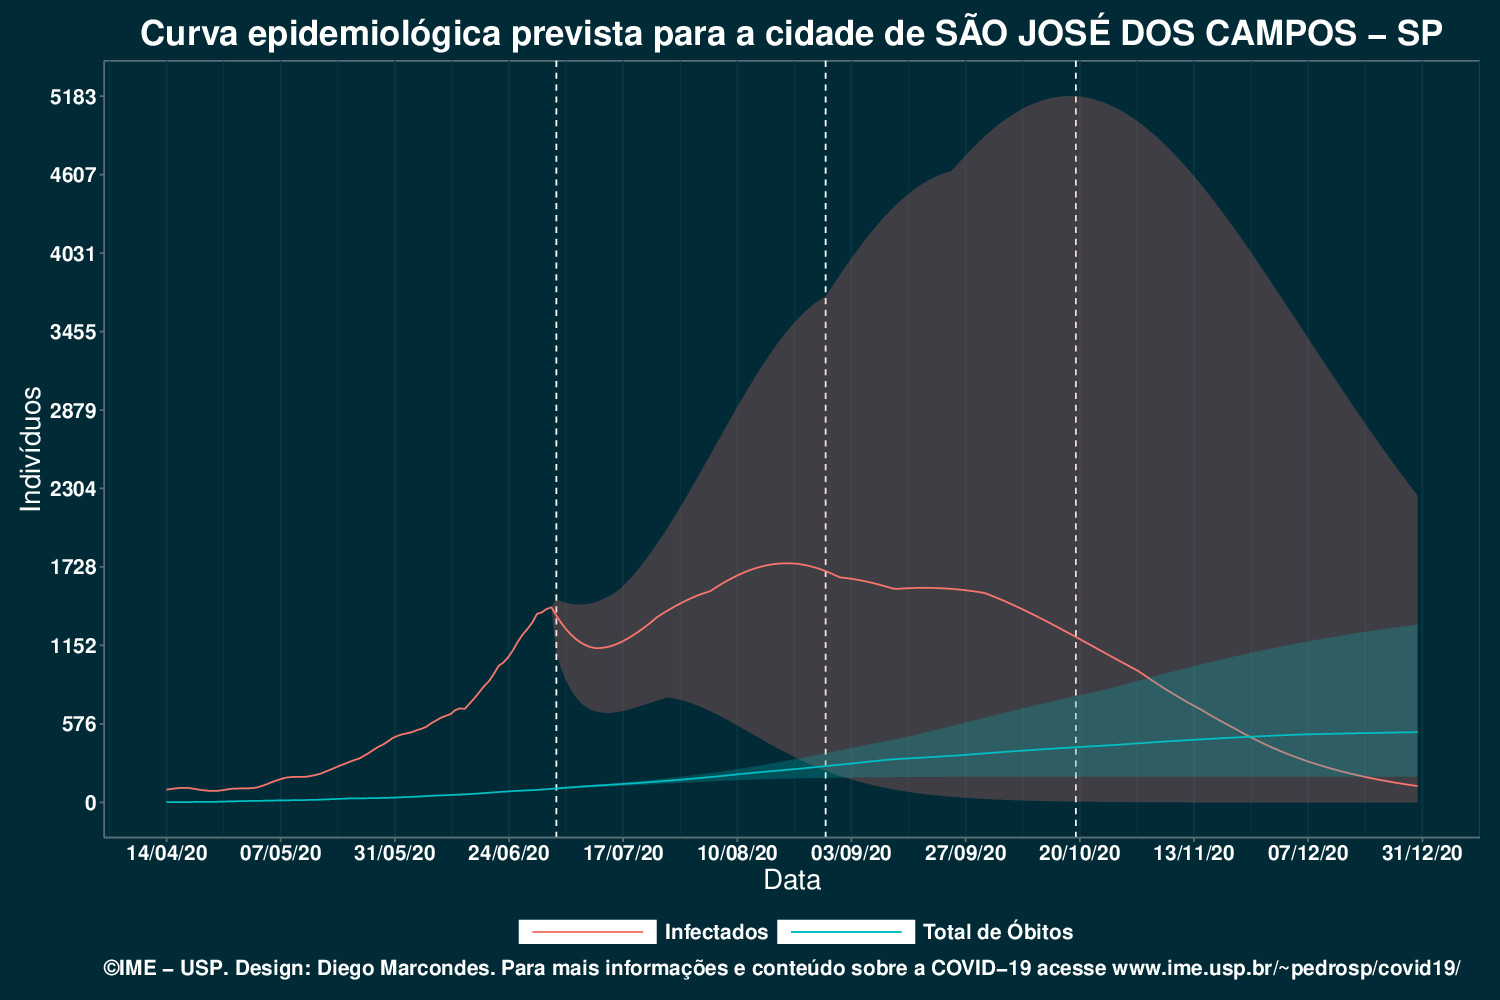 Curva epidemiológica prevista para a cidade de SÃO JOSÉ DOS CAMPOS – SP
5183
4607
4031
3455
2879
2304
1728
1152
576
0
Indivíduos
14/04/20 07/05/20 31/05/20 24/06/20 17/07/20 10/08/20 03/09/20 27/09/20 20/10/20 13/11/20 07/12/20 31/12/20
Data
Infectados Total de Óbitos
©IME – USP. Design: Diego Marcondes. Para mais informações e conteúdo sobre a COVID–19 acesse www.ime.usp.br/~pedrosp/covid19/